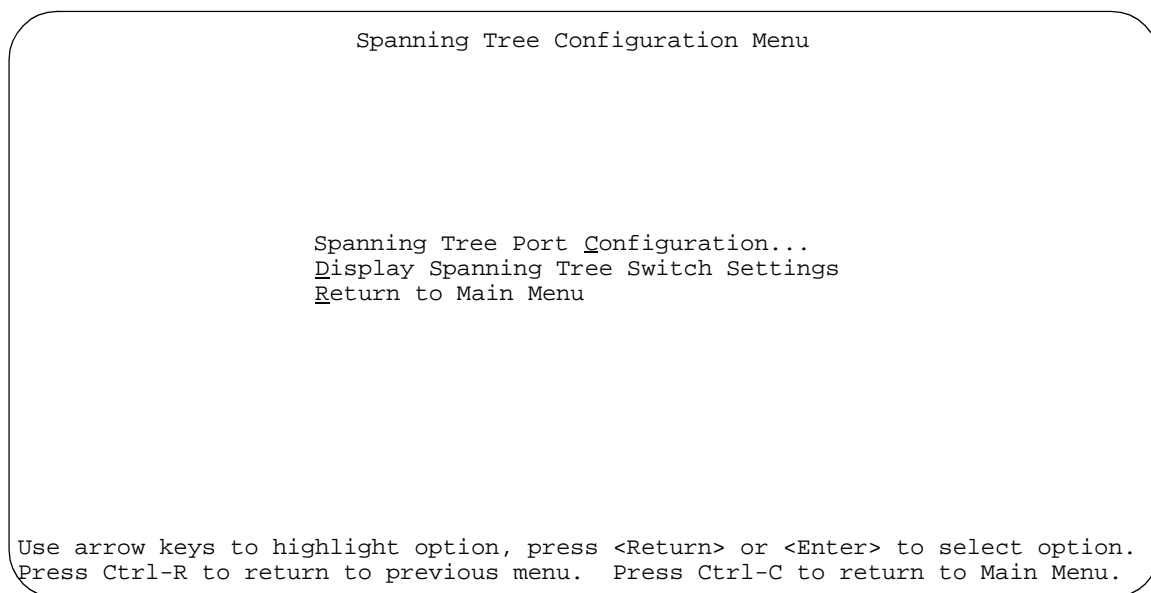 Spanning Tree Configuration Menu
Spanning Tree Port Configuration...
Display Spanning Tree Switch Settings
Return to Main Menu
Use arrow keys to highlight option, press <Return> or <Enter> to select option.
Press Ctrl-R to return to previous menu.  Press Ctrl-C to return to Main Menu.